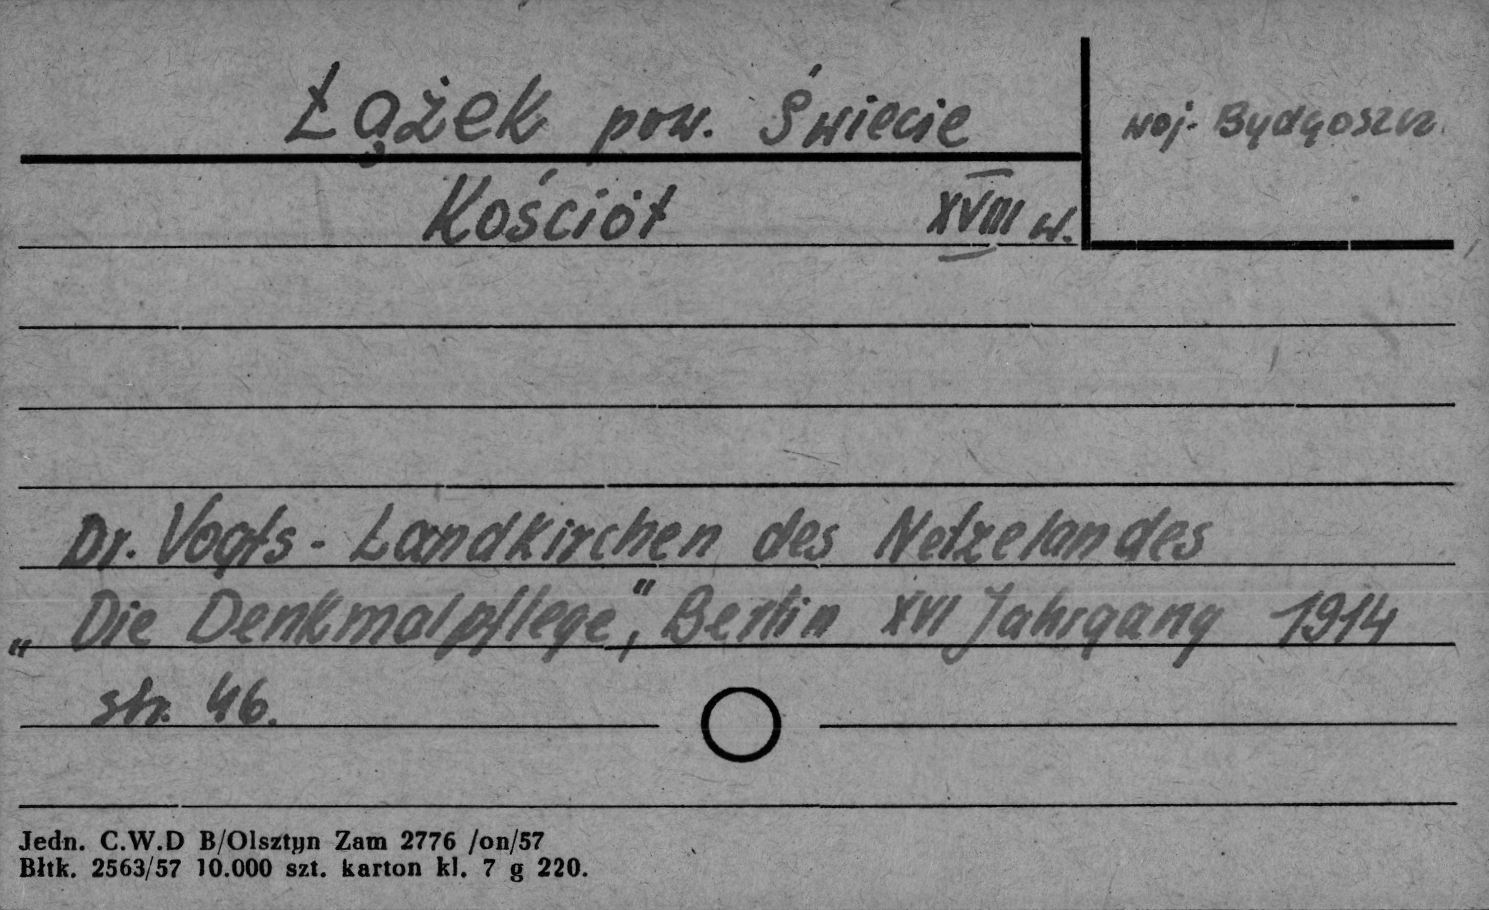 Łążek pow. Świecie
woj. Bydgoszcz.
Kościół XVIII w.
Dr. Vogts - Landkirchen des Netzelandes
„Die Denkmalpflege", Berlin XVI Jahrgang 1914
str. 46.
Jedn. C.W.D B/Olsztyn Zam 2776 /on/57
Błtk. 2563/57 10.000 szt. karton kl. 7 g 220.